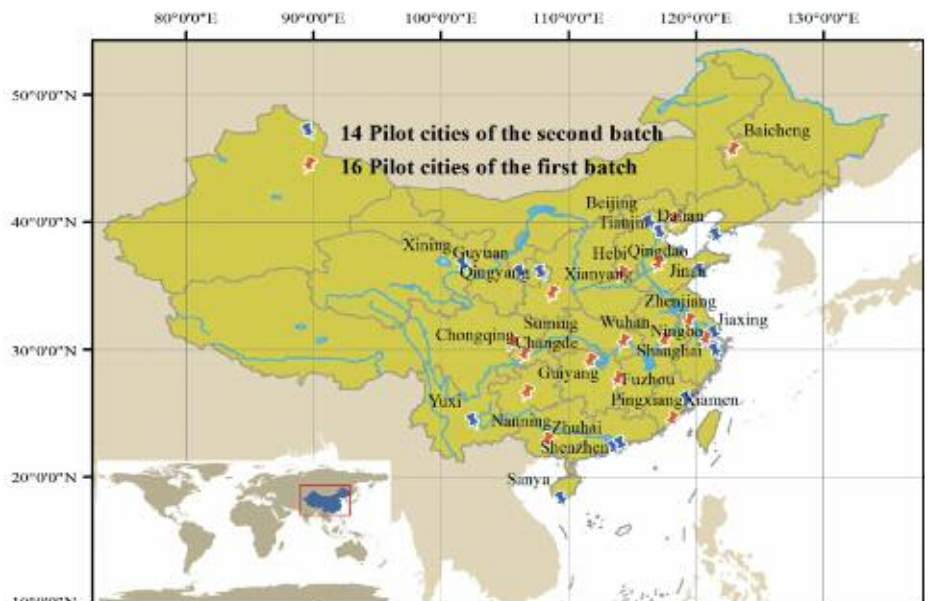 80°0'0"E 90°0'0"E 100°0'0"E 110°0'0"E 120°0'0"E 130°0'0"E
50°0'0"N
14 Pilot cities of the second batch
Baicheng
16 Pilot cities of the first batch
Beijing
40°0'0"N
Tianjin
Xining
Guyuan
Hebi
Qingdao
Qingyang
Xianyang
Jinan
Zhenjiang
Suining
Wuhan
Jiaxing
Chongqing
Changde
Ningbo
30°0'0"N
Shanghai
Guiyang
Fuzhou
Yuxi
Pingxiang
Xiamen
Nanning
Zhuhai
Shenzhen
Sanya
20°0'0"N